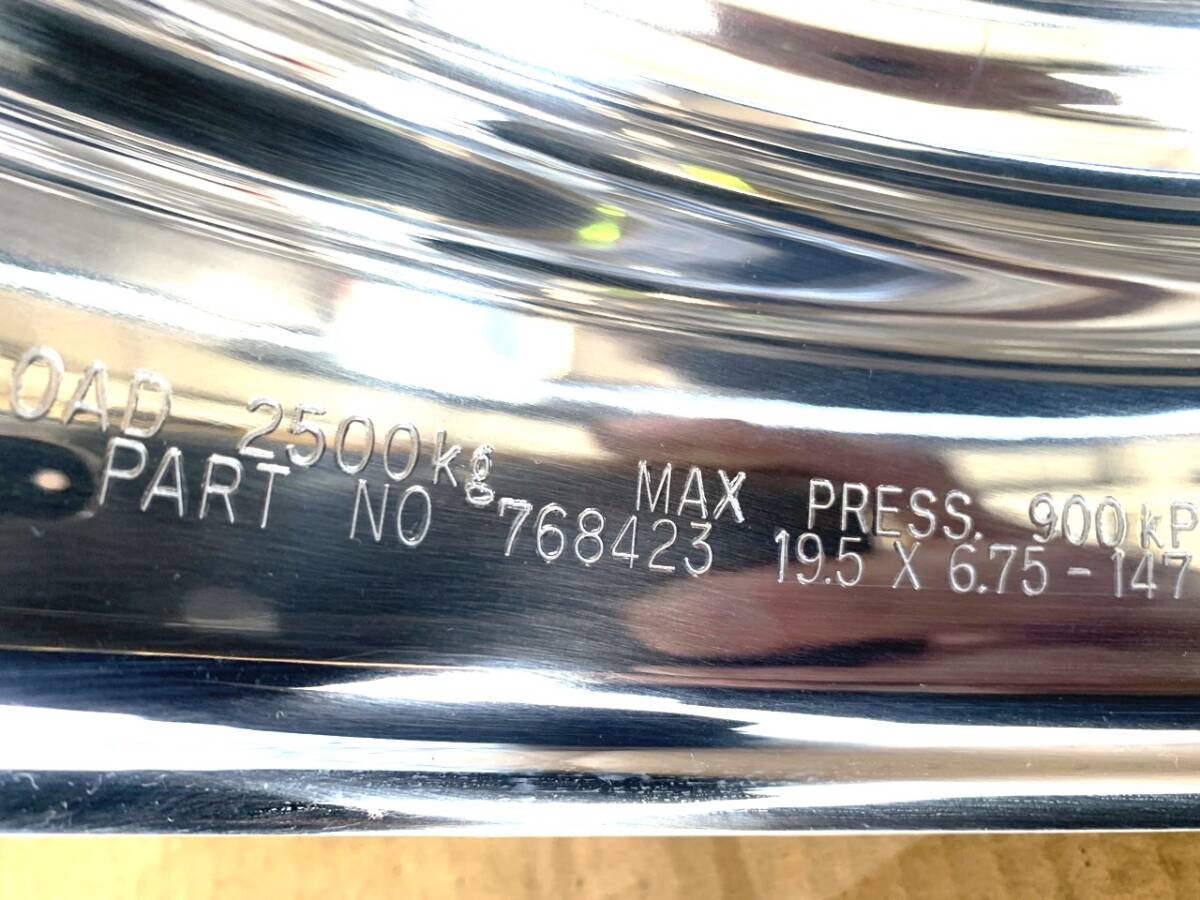 OAD 2500kg MAX PRESS. 900kP
PART NO 768423 19.5 X 6.75 - 147